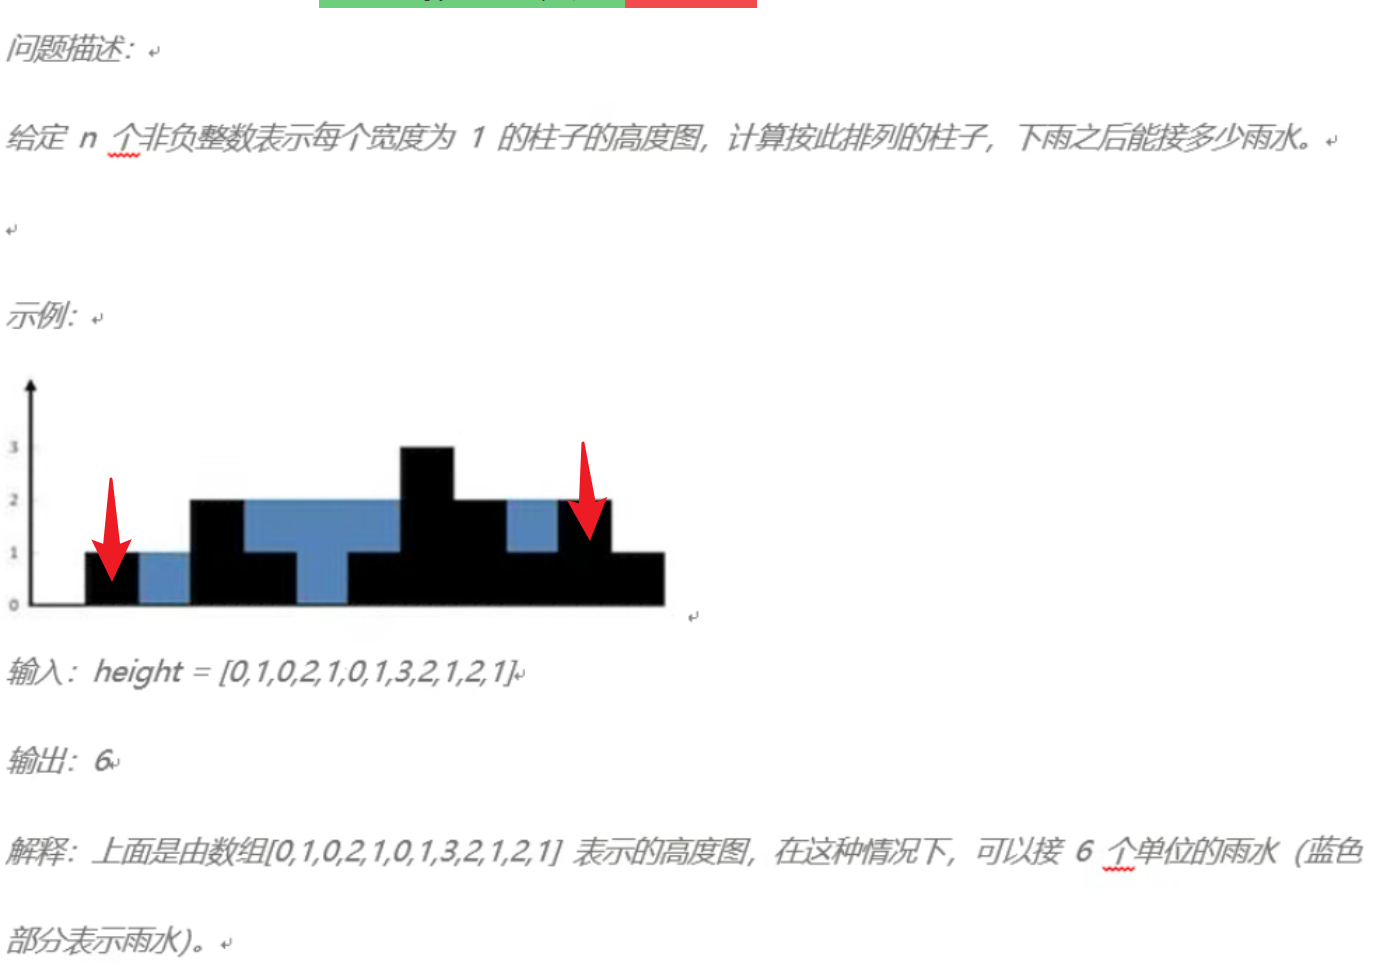 问题描述：
给定 n 个非负整数表示每个宽度为 1 的柱子的高度图，计算按此排列的柱子，下雨之后能接多少雨水。
示例：
3
2
1
0
输入：height = [0,1,0,2,1,0,1,3,2,1,2,1]
输出：6
解释：上面是由数组[0,1,0,2,1,0,1,3,2,1,2,1] 表示的高度图，在这种情况下，可以接 6 个单位的雨水（蓝色
部分表示雨水）。